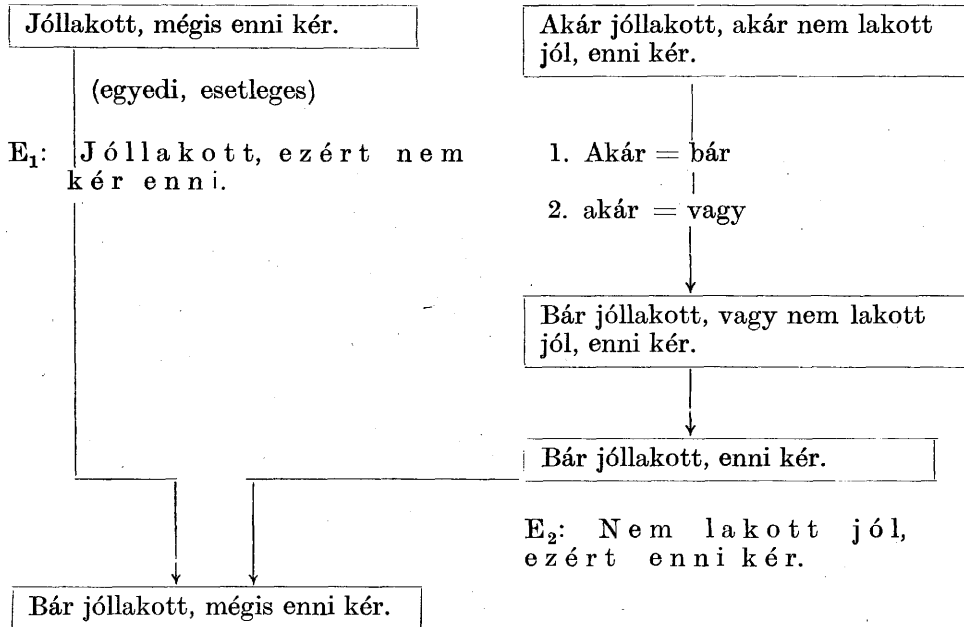 Jóllakott, mégis enni kér.
(egyedi, esetleges)
E₁: Jóllakott, ezért nem
kér enni.
Akár jóllakott, akár nem lakott
jól, enni kér.
1. Akár = bár
2. akár = vagy
Bár jóllakott, vagy nem lakott
jól, enni kér.
Bár jóllakott, enni kér.
E₂: Nem lakott jól,
ezért enni kér.
Bár jóllakott, mégis enni kér.